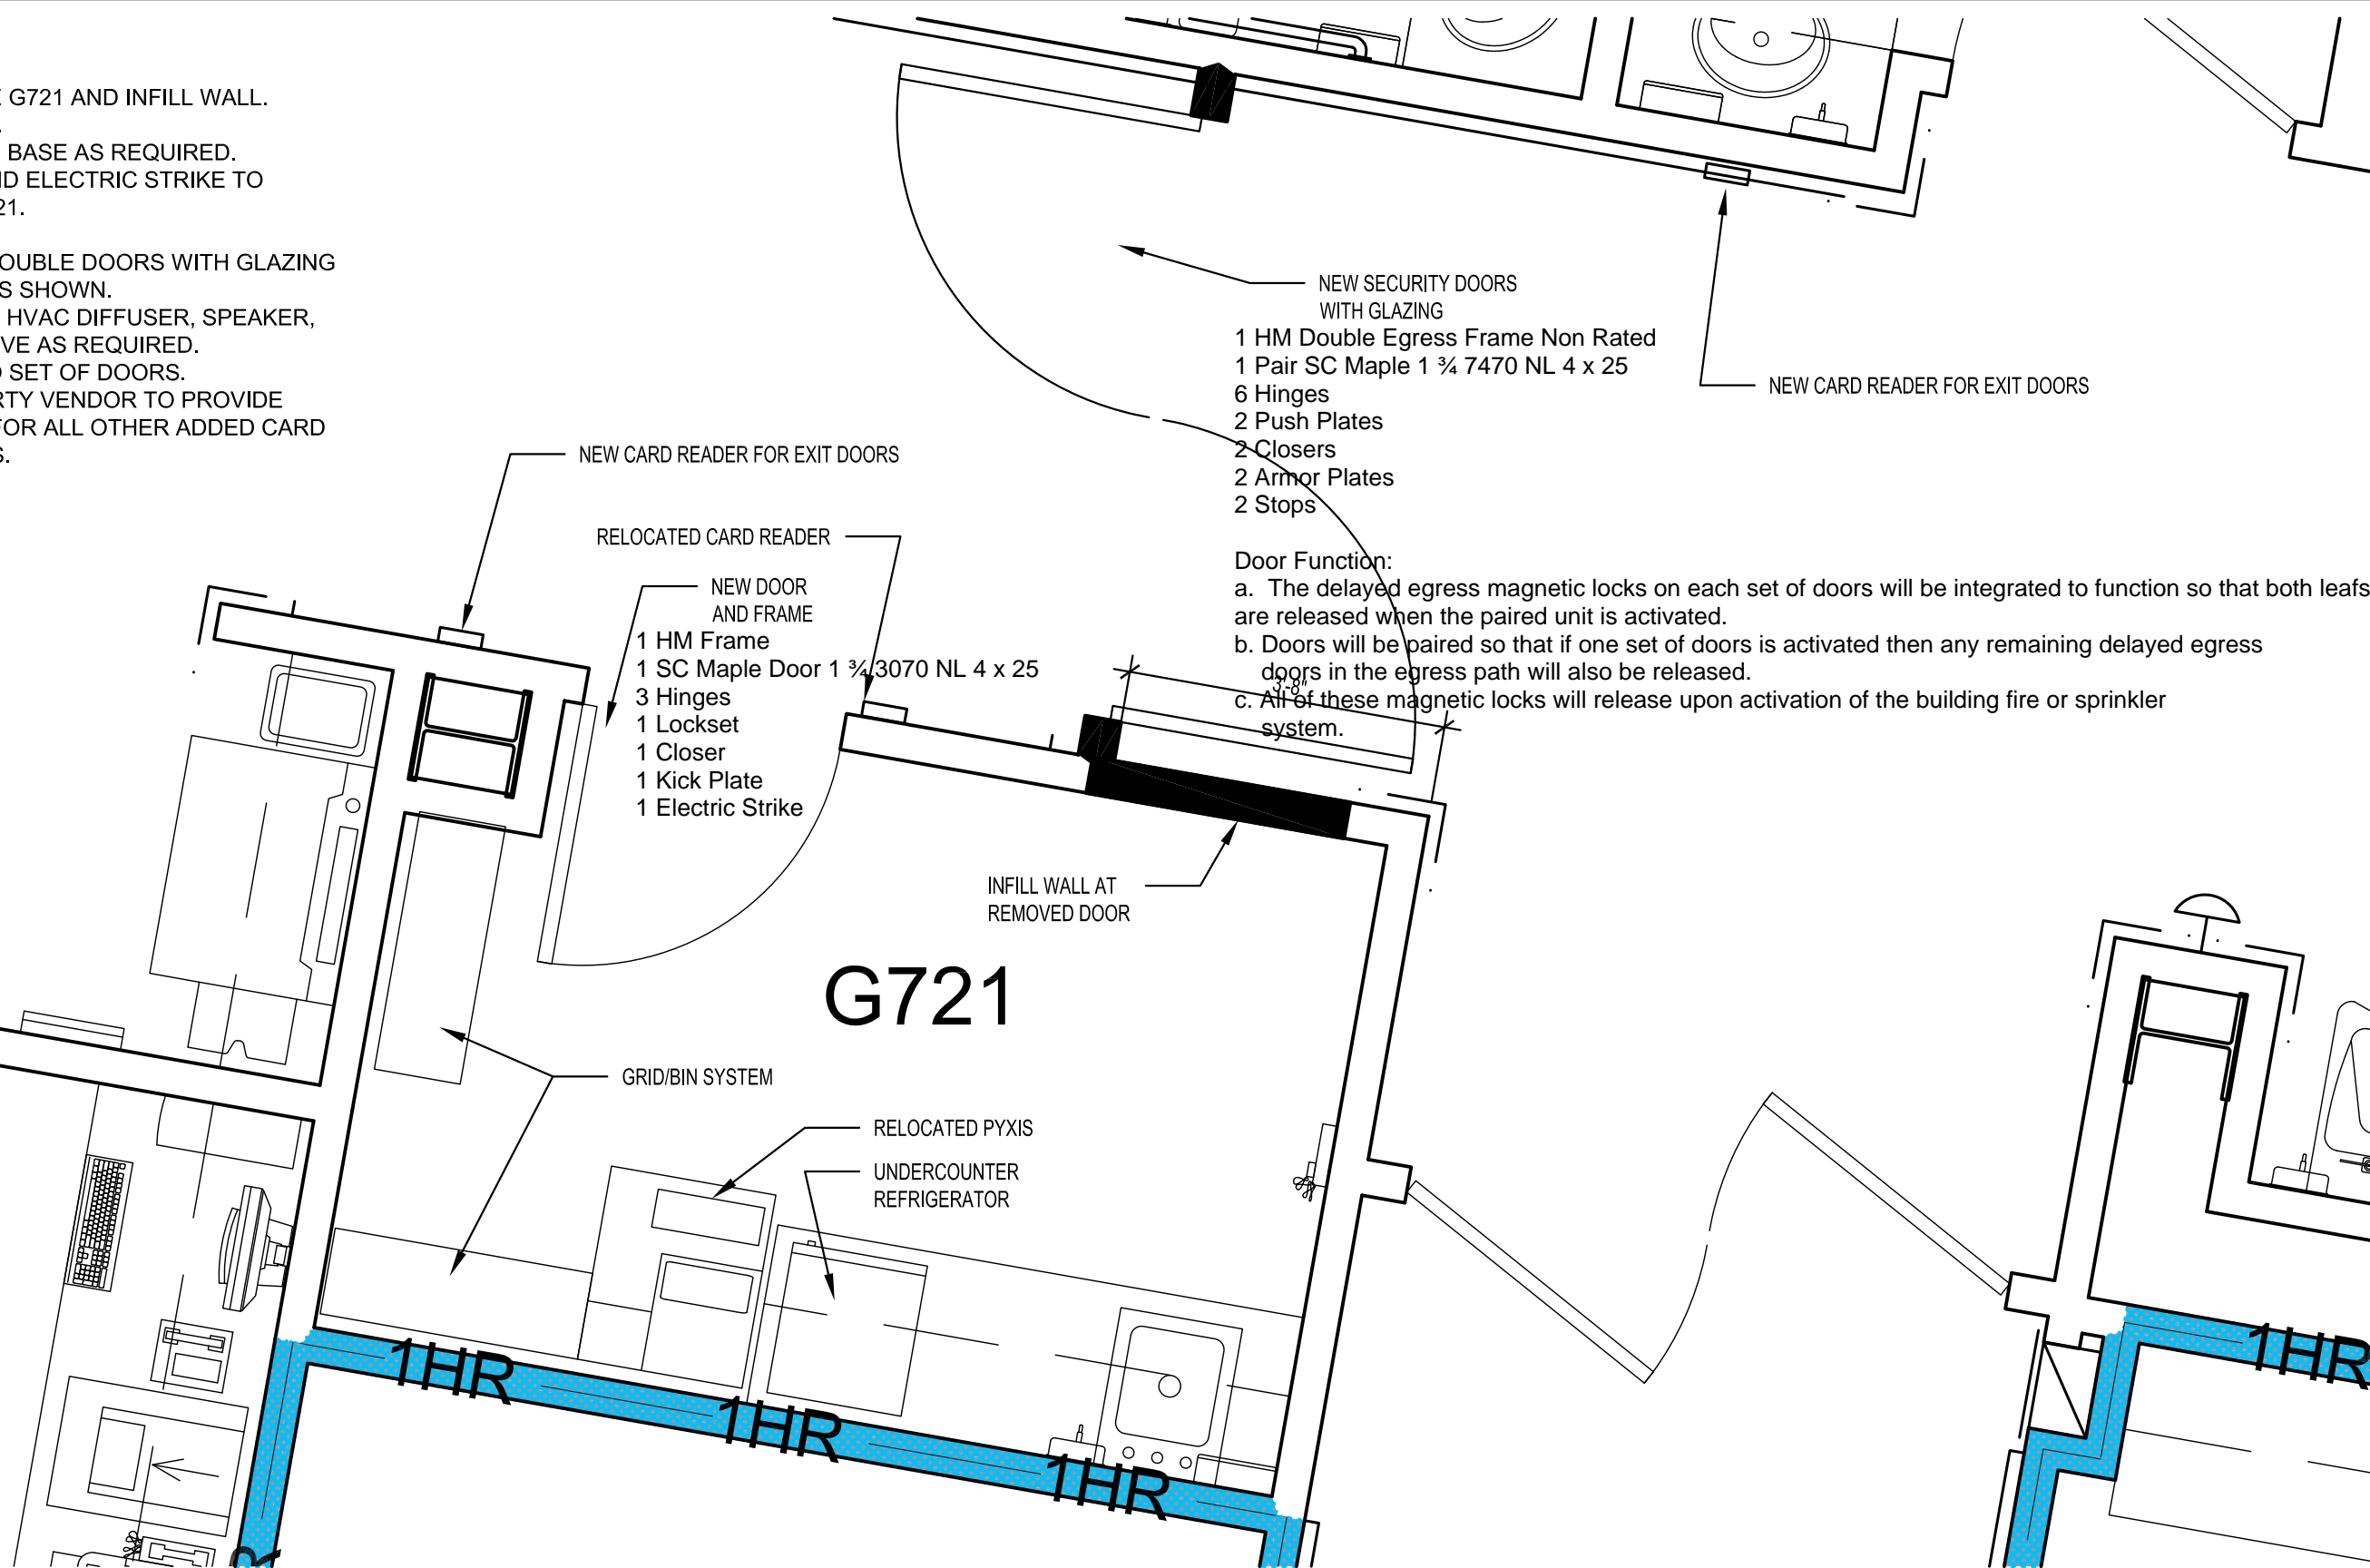 G721 AND INFILL WALL.
BASE AS REQUIRED.
ELECTRIC STRIKE TO
21.
DOUBLE DOORS WITH GLAZING
SHOWN.
HVAC DIFFUSER, SPEAKER,
AS REQUIRED.
SET OF DOORS.
VENDOR TO PROVIDE
FOR ALL OTHER ADDED CARD
NEW SECURITY DOORS
WITH GLAZING
1 HM Double Egress Frame Non Rated
1 Pair SC Maple 1 ¾ 7470 NL 4 x 25
6 Hinges
2 Push Plates
2 Closers
2 Armor Plates
2 Stops
Door Function:
a. The delayed egress magnetic locks on each set of doors will be integrated to function so that both leafs
are released when the paired unit is activated.
b. Doors will be paired so that if one set of doors is activated then any remaining delayed egress
doors in the egress path will also be released.
c. All of these magnetic locks will release upon activation of the building fire or sprinkler
system.
3'-8"
NEW CARD READER FOR EXIT DOORS
NEW CARD READER FOR EXIT DOORS
RELOCATED CARD READER
NEW DOOR
AND FRAME
1 HM Frame
1 SC Maple Door 1 ¾ 3070 NL 4 x 25
3 Hinges
1 Lockset
1 Closer
1 Kick Plate
1 Electric Strike
INFILL WALL AT
REMOVED DOOR
G721
GRID/BIN SYSTEM
RELOCATED PYXIS
UNDERCOUNTER
REFRIGERATOR
1HR
1HR
1HR
1HR